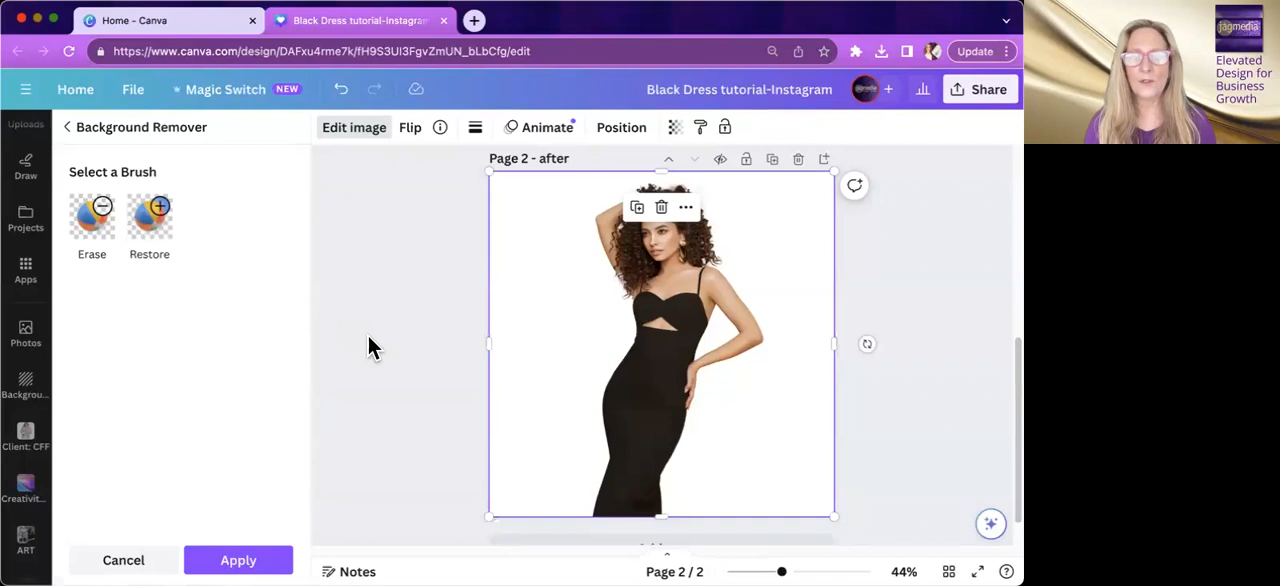 Home - Canva
Black Dress tutorial-Instagram
https://www.canva.com/design/DAFxu4rme7k/fH9S3UI3FgvZmUN_bLbCfg/edit
Update
Home
File
Magic Switch NEW
Black Dress tutorial-Instagram
Share
jagmedia
Elevated
Design for
Business
Growth
Uploads
Draw
Projects
Apps
Photos
Backgrou...
Client: CFF
Creativit...
ART
Background Remover
Select a Brush
Erase
Restore
Cancel
Apply
Edit image
Flip
Animate
Position
Page 2 - after
Notes
Page 2 / 2
44%